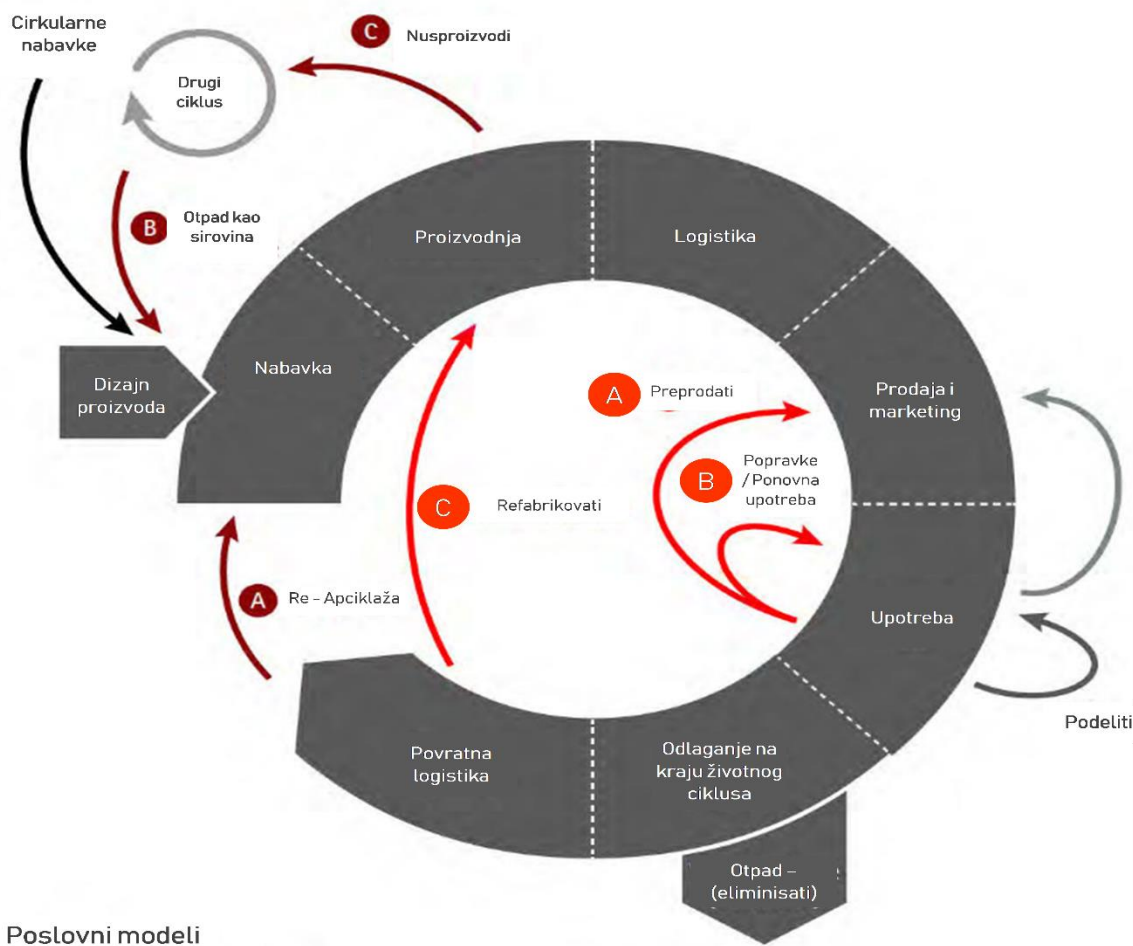 Cirkularne
nabavke
C
Nusproizvodi
Drugi
ciklus
B
Otpad kao
sirovina
Proizvodnja
Logistika
Dizajn
proizvoda
Nabavka
A
Preprodati
Prodaja i
marketing
B
Popravke
/Ponovna
upotreba
C
Refabrikovati
A
Re – Apciklaža
Upotreba
Podeliti
Povratna
logistika
Odlaganje na
kraju životnog
ciklusa
Otpad –
(eliminisati)
Poslovni modeli